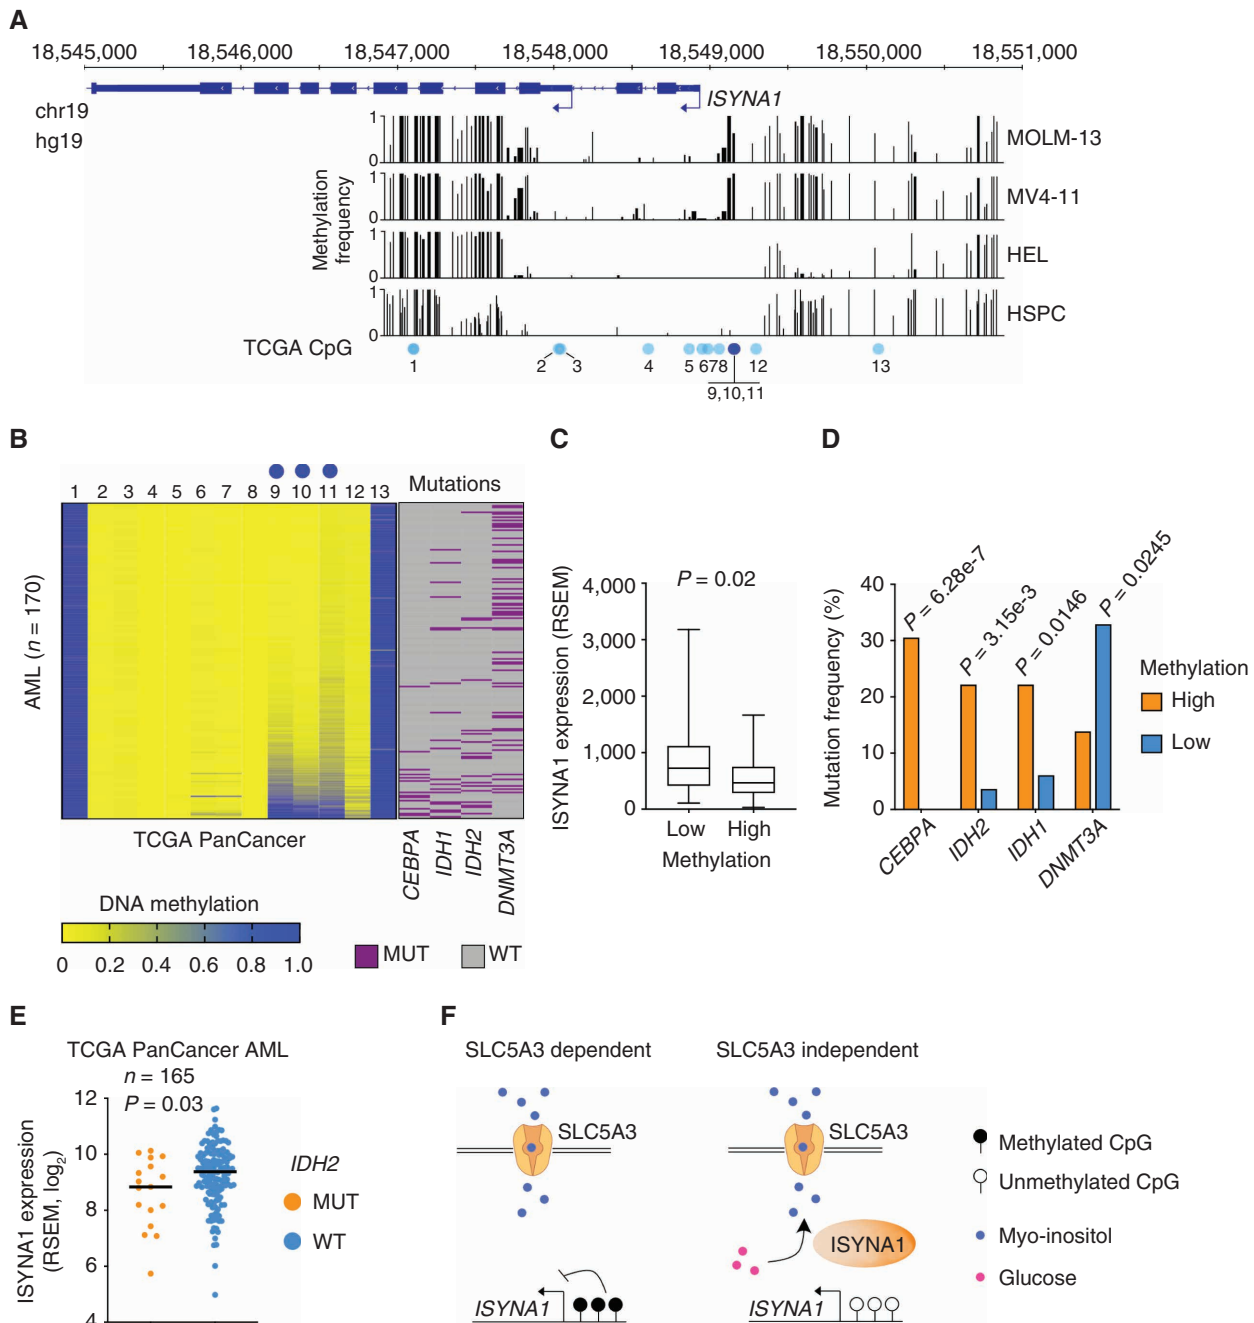 A
18,545,000 18,546,000 18,547,000 18,548,000 18,549,000 18,550,000 18,551,000
ISYNA1
chr19
hg19
Methylation frequency
1
0
MOLM-13
1
0
MV4-11
1
0
HEL
1
0
HSPC
TCGA CpG
1 2 3 4 5 678 12 13
9,10,11
B
1 2 3 4 5 6 7 8 9 10 11 12 13
Mutations
AML (n = 170)
TCGA PanCancer
CEBPA
IDH1
IDH2
DNMT3A
DNA methylation
0 0.2 0.4 0.6 0.8 1.0
MUT
WT
C
ISYNA1 expression (RSEM)
P = 0.02
4,000
3,000
2,000
1,000
0
Low High
Methylation
D
Mutation frequency (%)
40
30
20
10
0
P = 6.28e-7
P = 3.15e-3
P = 0.0146
P = 0.0245
CEBPA
IDH2
IDH1
DNMT3A
Methylation
High
Low
E
TCGA PanCancer AML
n = 165
P = 0.03
ISYNA1 expression
(RSEM, log2)
12
10
8
6
4
IDH2
MUT
WT
F
SLC5A3 dependent
SLC5A3 independent
SLC5A3
SLC5A3
ISYNA1
ISYNA1
ISYNA1
Methylated CpG
Unmethylated CpG
Myo-inositol
Glucose